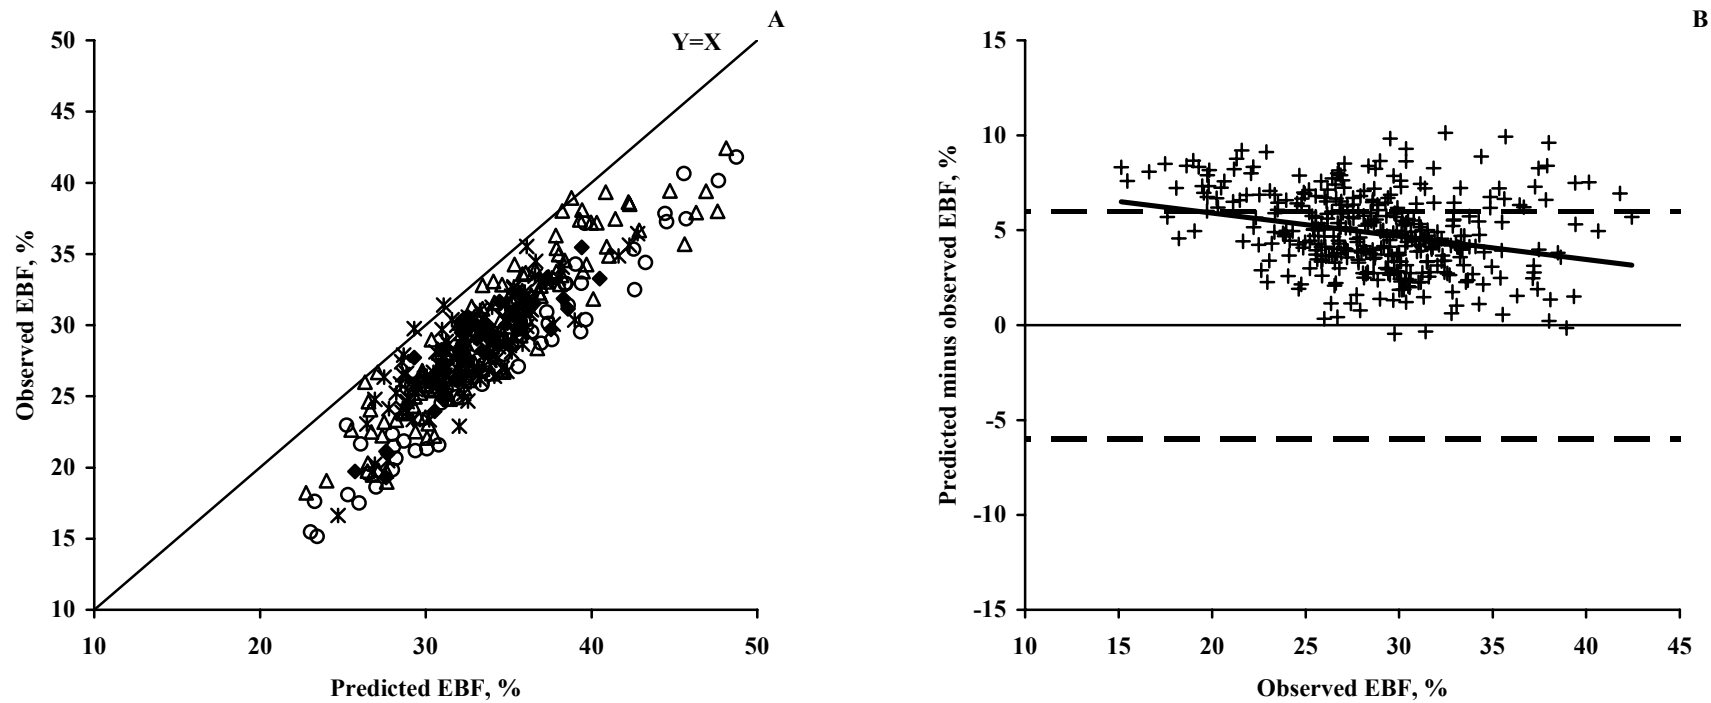 A
Y=X
50
45
40
35
30
25
20
15
10
10 20 30 40 50
Observed EBF, %
Predicted EBF, %
B
15
10
5
0
-5
-10
-15
10 15 20 25 30 35 40 45
Predicted minus observed EBF, %
Observed EBF, %